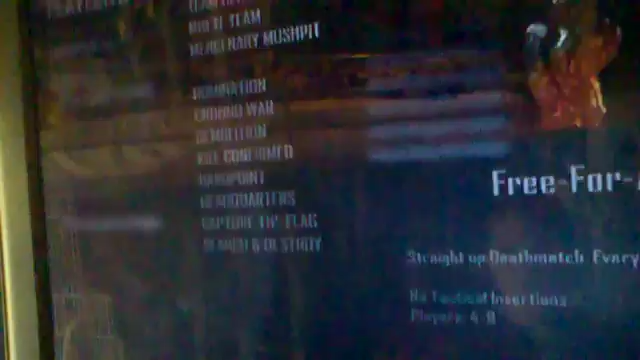 MULTI-TEAM
MERCENARY MOSHPIT
DOMINATION
GROUND WAR
DEMOLITION
KILL CONFIRMED
HARDPOINT
HEADQUARTERS
CAPTURE THE FLAG
SEARCH & DESTROY
Free-For-
Straight up Deathmatch. Every
No Tactical Insertions
Players: 4-8